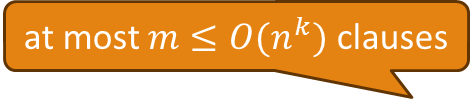 at most m ≤ O(n^k) clauses